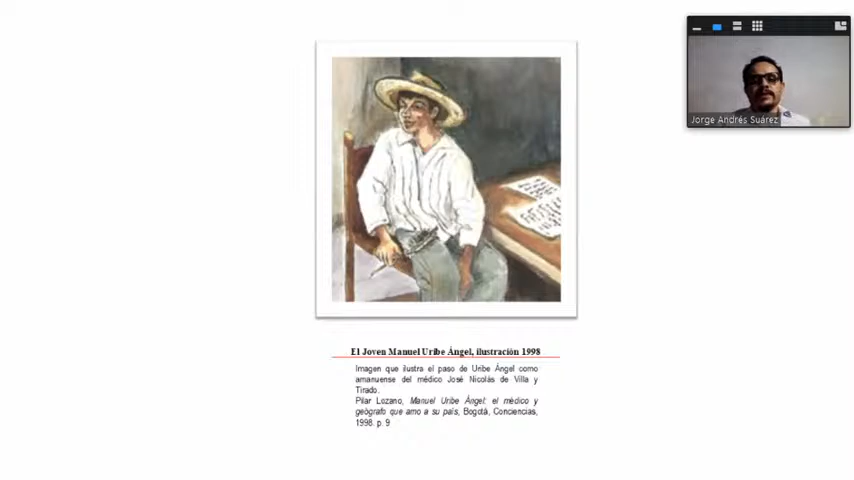 Jorge Andrés Suárez
El Joven Manuel Uribe Ángel, ilustración 1998
Imagen que ilustra el paso de Uribe Ángel como
amanuense del médico José Nicolás de Villa y
Tirado.
Pilar Lozano, Manuel Uribe Ángel: el médico y
geógrafo que amo a su país, Bogotá, Conciencias,
1998. p. 9